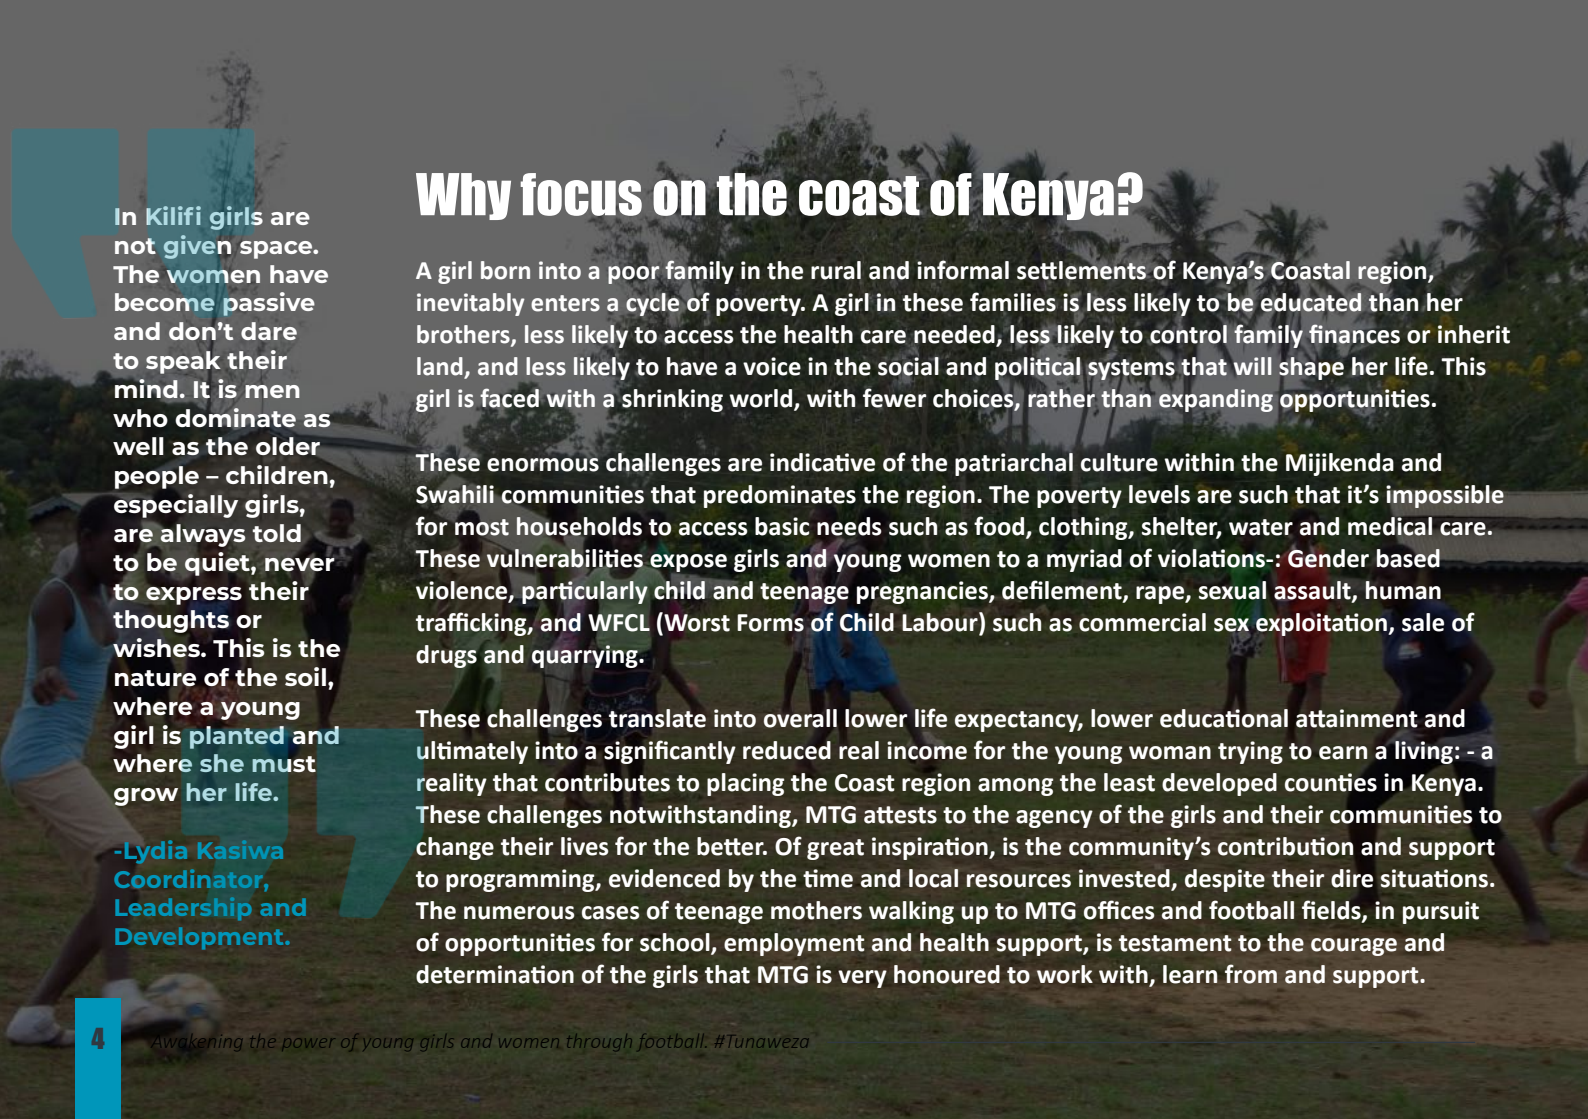 In Kilifi girls are
not given space.
The women have
become passive
and don’t dare
to speak their
mind. It is men
who dominate as
well as the older
people – children,
especially girls,
are always told
to be quiet, never
to express their
thoughts or
wishes. This is the
nature of the soil,
where a young
girl is planted and
where she must
grow her life.
-Lydia Kasiwa
Coordinator,
Leadership and
Development.
Why focus on the coast of Kenya?
A girl born into a poor family in the rural and informal settlements of Kenya’s Coastal region,
inevitably enters a cycle of poverty. A girl in these families is less likely to be educated than her
brothers, less likely to access the health care needed, less likely to control family finances or inherit
land, and less likely to have a voice in the social and political systems that will shape her life. This
girl is faced with a shrinking world, with fewer choices, rather than expanding opportunities.
These enormous challenges are indicative of the patriarchal culture within the Mijikenda and
Swahili communities that predominates the region. The poverty levels are such that it’s impossible
for most households to access basic needs such as food, clothing, shelter, water and medical care.
These vulnerabilities expose girls and young women to a myriad of violations-: Gender based
violence, particularly child and teenage pregnancies, defilement, rape, sexual assault, human
trafficking, and WFCL (Worst Forms of Child Labour) such as commercial sex exploitation, sale of
drugs and quarrying.
These challenges translate into overall lower life expectancy, lower educational attainment and
ultimately into a significantly reduced real income for the young woman trying to earn a living: - a
reality that contributes to placing the Coast region among the least developed counties in Kenya.
These challenges notwithstanding, MTG attests to the agency of the girls and their communities to
change their lives for the better. Of great inspiration, is the community’s contribution and support
to programming, evidenced by the time and local resources invested, despite their dire situations.
The numerous cases of teenage mothers walking up to MTG offices and football fields, in pursuit
of opportunities for school, employment and health support, is testament to the courage and
determination of the girls that MTG is very honoured to work with, learn from and support.
4
Awakening the power of young girls and women through football. #Tunaweza